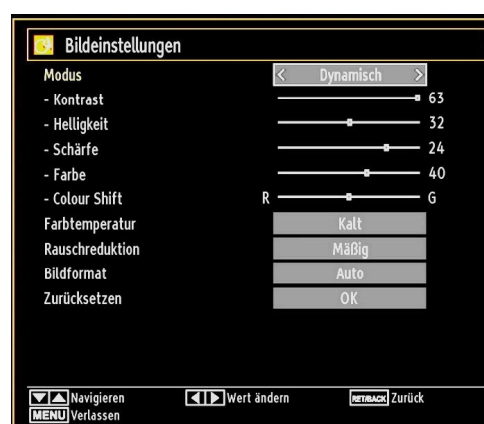 Bildeinstellungen
Modus < Dynamisch >
- Kontrast 63
- Helligkeit 32
- Schärfe 24
- Farbe 40
- Colour Shift R G
Farbtemperatur Kalt
Rauschreduktion Mäßig
Bildformat Auto
Zurücksetzen OK
Navigieren Wert ändern RET/BACK Zurück
MENU Verlassen